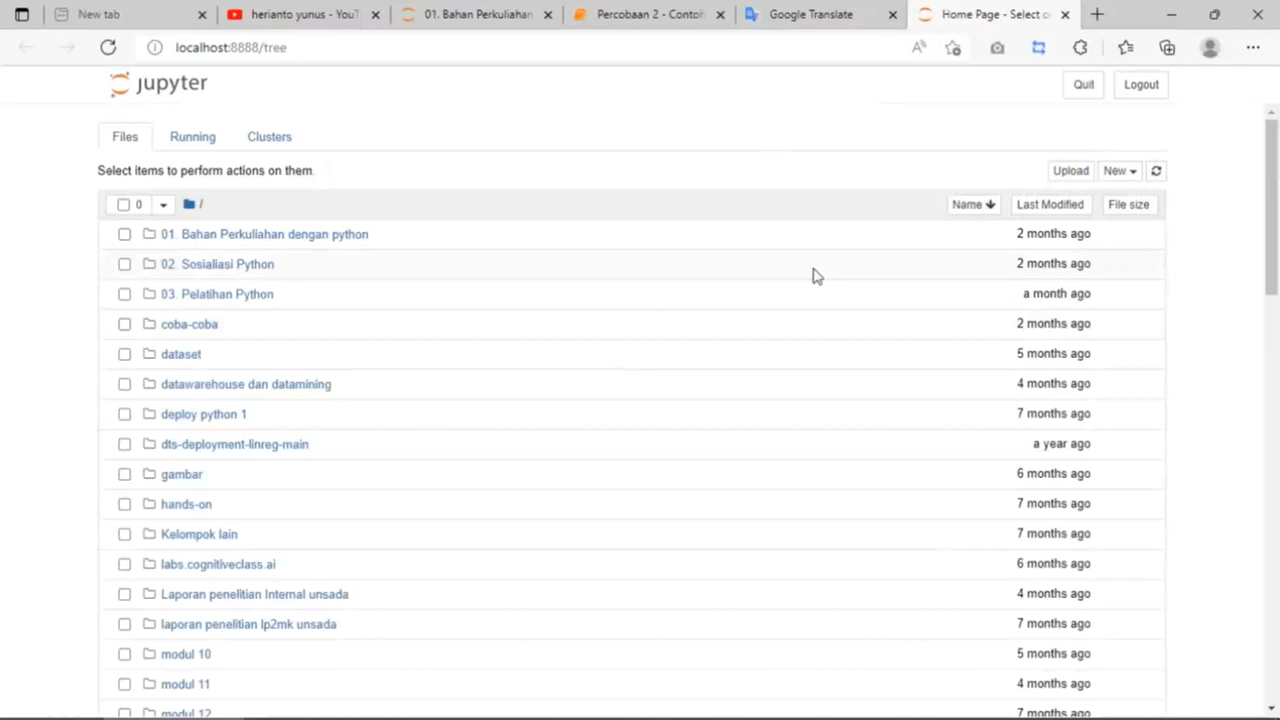 New tab
herianto yunus - YouT
01. Bahan Perkuliahan
Percobaan 2 - Contoh
Google Translate
Home Page - Select o
localhost:8888/tree
jupyter
Quit
Logout
Files
Running
Clusters
Select items to perform actions on them.
Upload
New
0
/
Name
Last Modified
File size
01. Bahan Perkuliahan dengan python
2 months ago
02. Sosialiasi Python
2 months ago
03. Pelatihan Python
a month ago
coba-coba
2 months ago
dataset
5 months ago
datawarehouse dan datamining
4 months ago
deploy python 1
7 months ago
dts-deployment-linreg-main
a year ago
gambar
6 months ago
hands-on
7 months ago
Kelompok lain
7 months ago
labs.cognitiveclass.ai
6 months ago
Laporan penelitian Internal unsada
4 months ago
laporan penelitian lp2mk unsada
7 months ago
modul 10
5 months ago
modul 11
4 months ago
modul 12
7 months ago